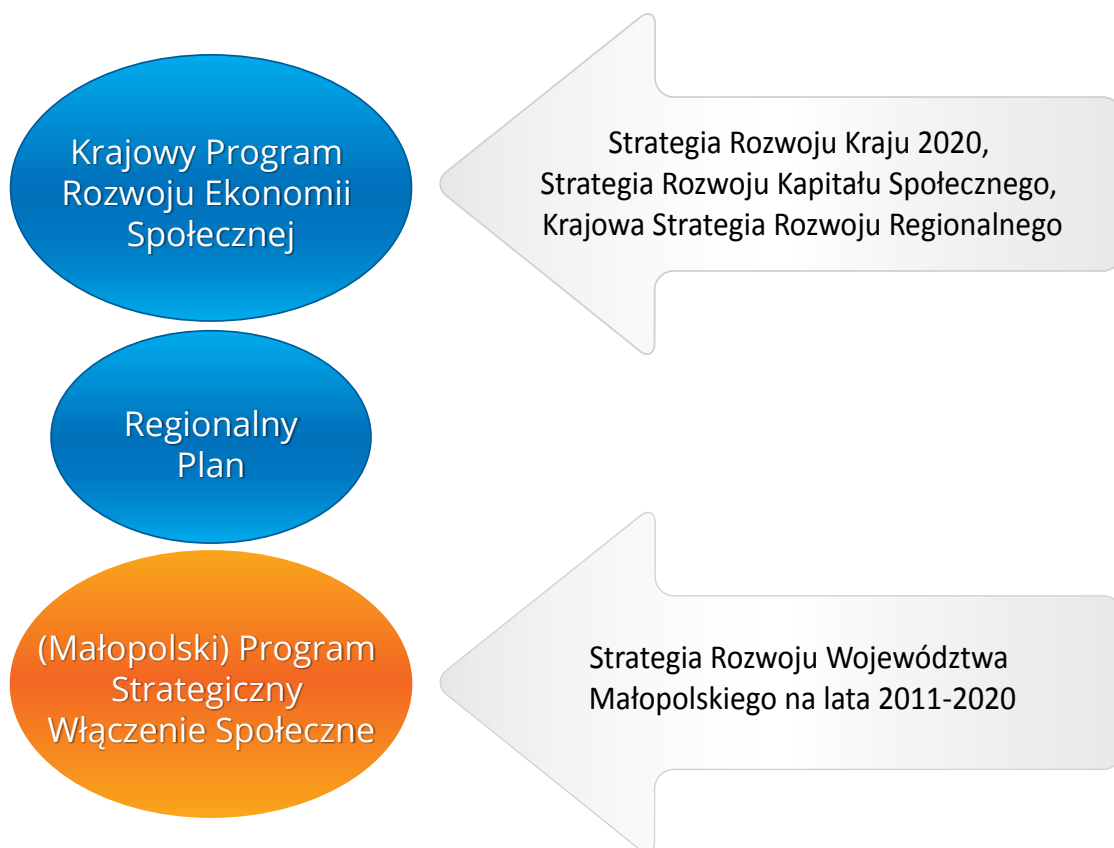 Krajowy Program
Rozwoju Ekonomii
Społecznej
Strategia Rozwoju Kraju 2020,
Strategia Rozwoju Kapitału Społecznego,
Krajowa Strategia Rozwoju Regionalnego
Regionalny
Plan
(Małopolski) Program
Strategiczny
Włączenie Społeczne
Strategia Rozwoju Województwa
Małopolskiego na lata 2011-2020